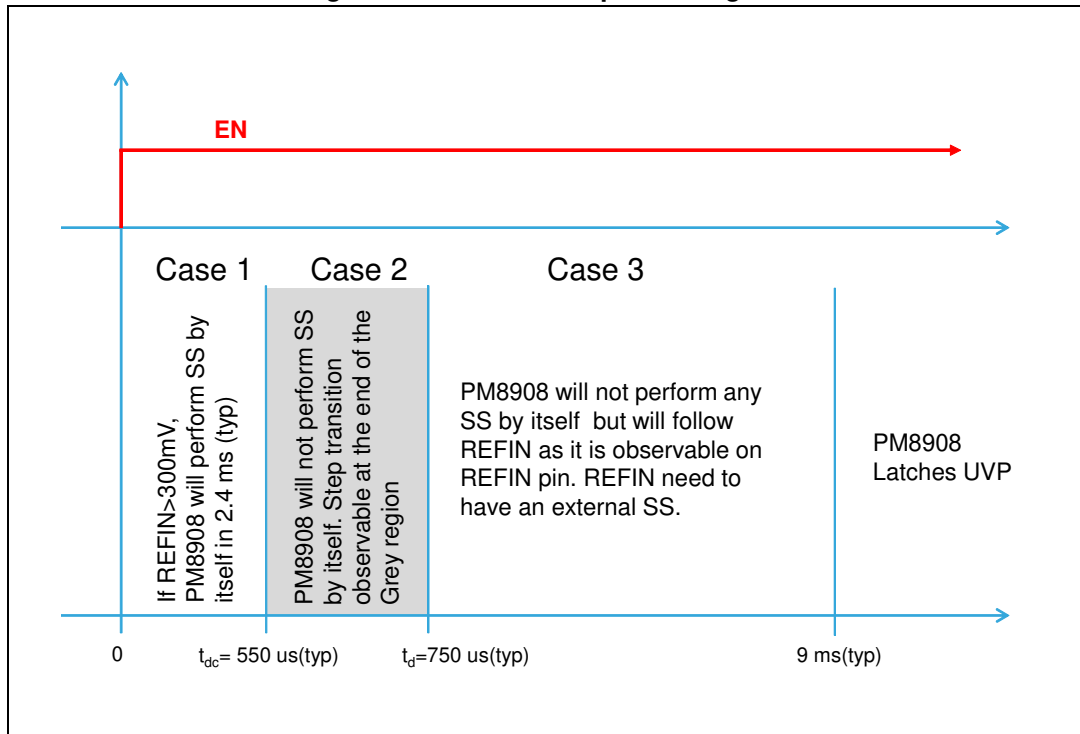 EN
Case 1
Case 2
Case 3
If REFIN>300mV,
PM8908 will perform SS by
itself in 2.4 ms (typ)
PM8908 will not perform SS
by itself. Step transition
observable at the end of the
Grey region
PM8908 will not perform any
SS by itself but will follow
REFIN as it is observable on
REFIN pin. REFIN need to
have an external SS.
PM8908
Latches UVP
0
tdc= 550 us(typ)
td=750 us(typ)
9 ms(typ)